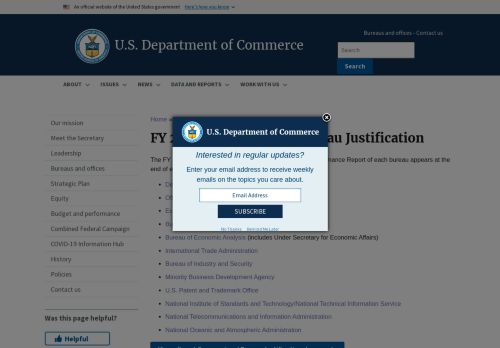 An official website of the United States government Here's how you know
U.S. Department of Commerce
Bureaus and offices - Contact us
Search
Search
ABOUT ISSUES NEWS DATA AND REPORTS WORK WITH US
Our mission
Meet the Secretary
Leadership
Bureaus and offices
Strategic Plan
Equity
Budget and performance
Combined Federal Campaign
COVID-19 Information Hub
History
Policies
Contact us
Was this page helpful?
Helpful
Home »
FY 2
au Justification
The FY
mance Report of each bureau appears at the
end of e
U.S. Department of Commerce
Interested in regular updates?
Enter your email address to receive weekly
emails on the topics you care about.
Email Address
SUBSCRIBE
No Thanks Remind Me Later
Bureau of Economic Analysis (includes Under Secretary for Economic Affairs)
International Trade Administration
Bureau of Industry and Security
Minority Business Development Agency
U.S. Patent and Trademark Office
National Institute of Standards and Technology/National Technical Information Service
National Telecommunications and Information Administration
National Oceanic and Atmospheric Administration